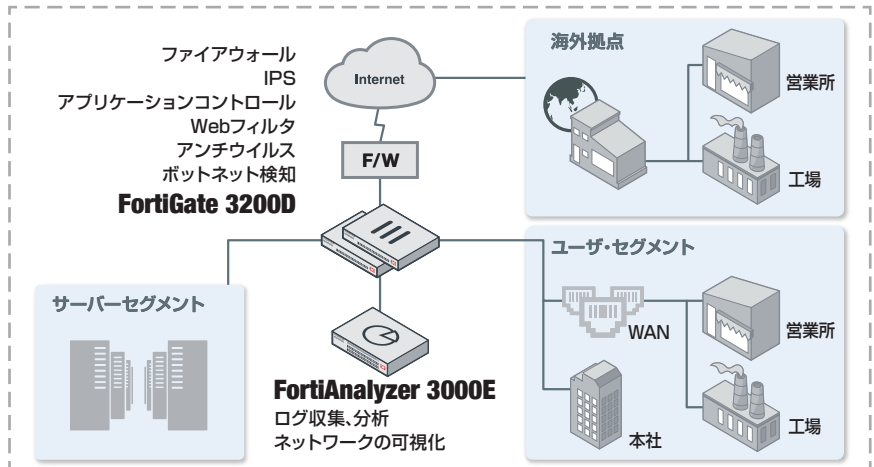 ファイアウォール
IPS
アプリケーションコントロール
Webフィルタ
アンチウイルス
ボットネット検知
FortiGate 3200D
Internet
F/W
海外拠点
営業所
工場
サーバーセグメント
FortiAnalyzer 3000E
ログ収集、分析
ネットワークの可視化
ユーザ・セグメント
WAN
営業所
本社
工場